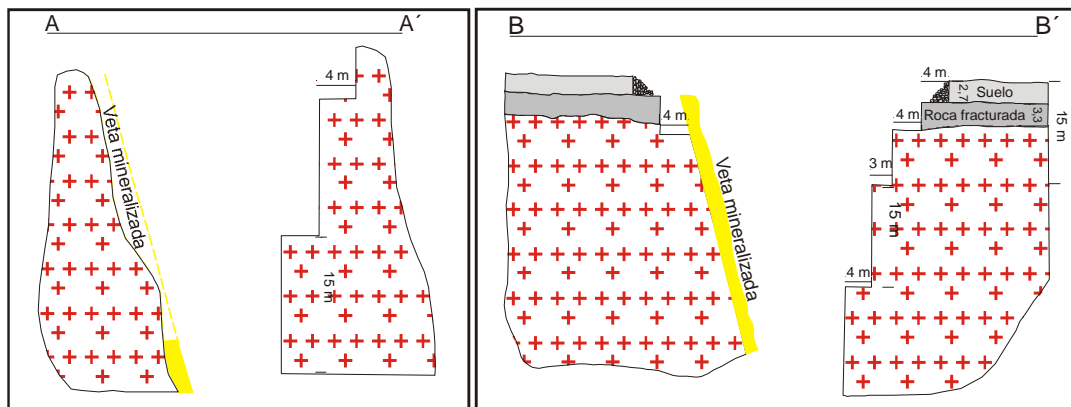 A
A´
4 m
Veta mineralizada
15 m
B
B´
4 m
Veta mineralizada
4 m
2,7
Suelo
4 m
Roca fracturada
3,3
15 m
3 m
15 m
4 m